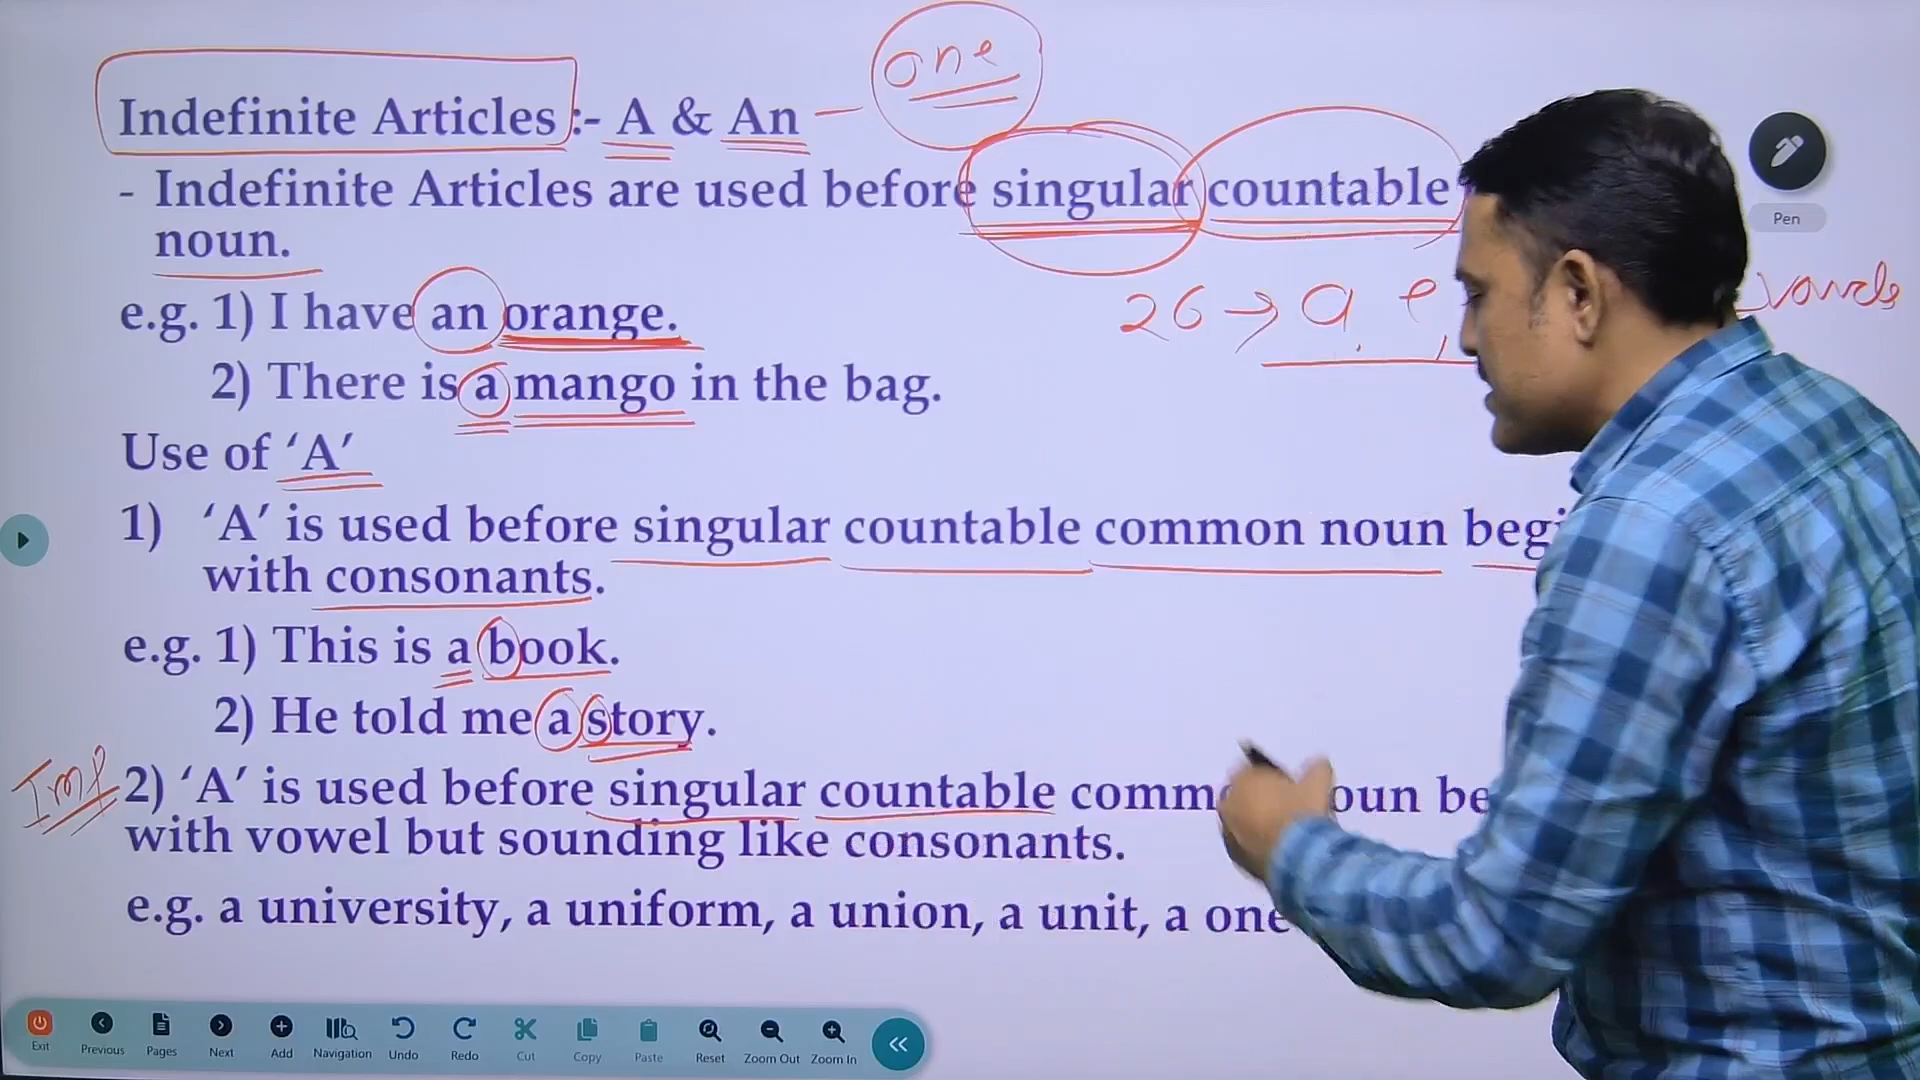 one
Indefinite Articles :- A & An -
- Indefinite Articles are used before singular countable
noun.
e.g. 1) I have an orange.
26 → a e vowels
2) There is a mango in the bag.
Use of ‘A’
1) ‘A’ is used before singular countable common noun begi
with consonants.
e.g. 1) This is a book.
2) He told me a story.
Imp 2) ‘A’ is used before singular countable comm oun be
with vowel but sounding like consonants.
e.g. a university, a uniform, a union, a unit, a one
Pen
Exit Previous Pages Next Add Navigation Undo Redo Cut Copy Paste Reset Zoom Out Zoom In